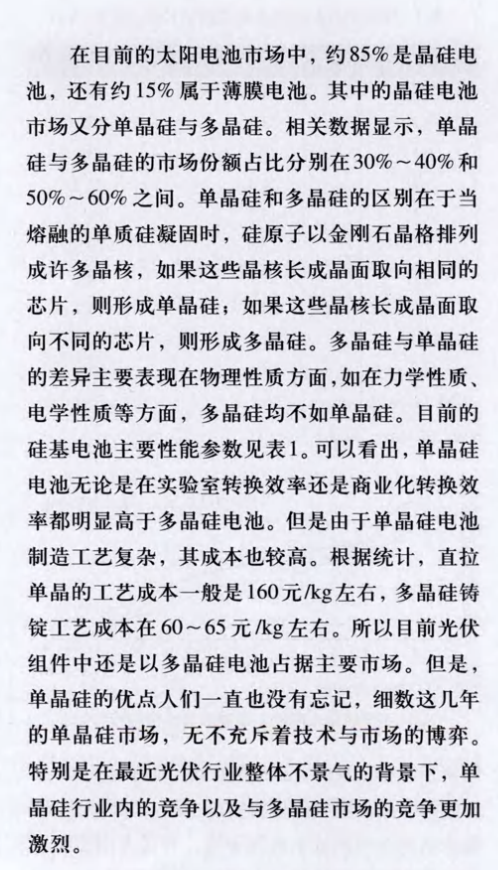 在目前的太阳电池市场中，约85%是晶硅电
池，还有约15%属于薄膜电池。其中的晶硅电池
市场又分单晶硅与多晶硅。相关数据显示，单晶
硅与多晶硅的市场份额占比分别在30%～40%和
50%～60%之间。单晶硅和多晶硅的区别在于当
熔融的单质硅凝固时，硅原子以金刚石晶格排列
成许多晶核，如果这些晶核长成晶面取向相同的
芯片，则形成单晶硅；如果这些晶核长成晶面取
向不同的芯片，则形成多晶硅。多晶硅与单晶硅
的差异主要表现在物理性质方面，如在力学性质、
电学性质等方面，多晶硅均不如单晶硅。目前的
硅基电池主要性能参数见表1。可以看出，单晶硅
电池无论是在实验室转换效率还是商业化转换效
率都明显高于多晶硅电池。但是由于单晶硅电池
制造工艺复杂，其成本也较高。根据统计，直拉
单晶的工艺成本一般是160元/kg左右，多晶硅铸
锭工艺成本在60～65元/kg左右。所以目前光伏
组件中还是以多晶硅电池占据主要市场。但是，
单晶硅的优点人们一直也没有忘记，细数这几年
的单晶硅市场，无不充斥着技术与市场的博弈。
特别是在最近光伏行业整体不景气的背景下，单
晶硅行业内的竞争以及与多晶硅市场的竞争更加
激烈。